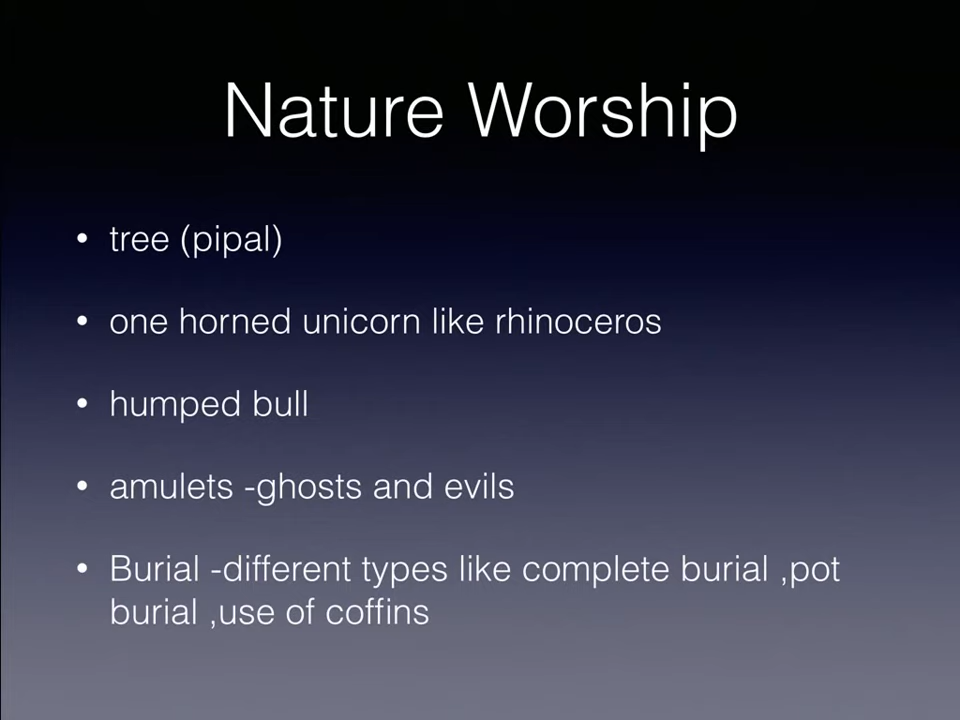 Nature Worship
• tree (pipal)
• one horned unicorn like rhinoceros
• humped bull
• amulets -ghosts and evils
• Burial -different types like complete burial ,pot
burial ,use of coffins